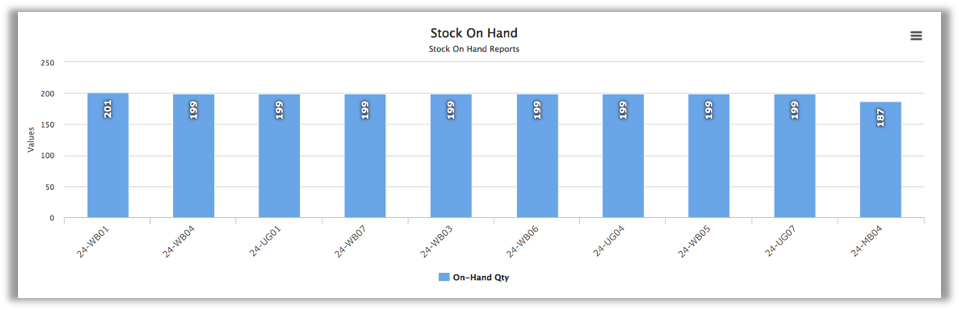 Stock On Hand
Stock On Hand Reports
Values
250
200
150
100
50
0
201
199
199
199
199
199
199
199
199
187
24-WB01
24-WB04
24-UG01
24-WB07
24-WB03
24-WB06
24-UG04
24-WB05
24-UG07
24-MB04
On-Hand Qty